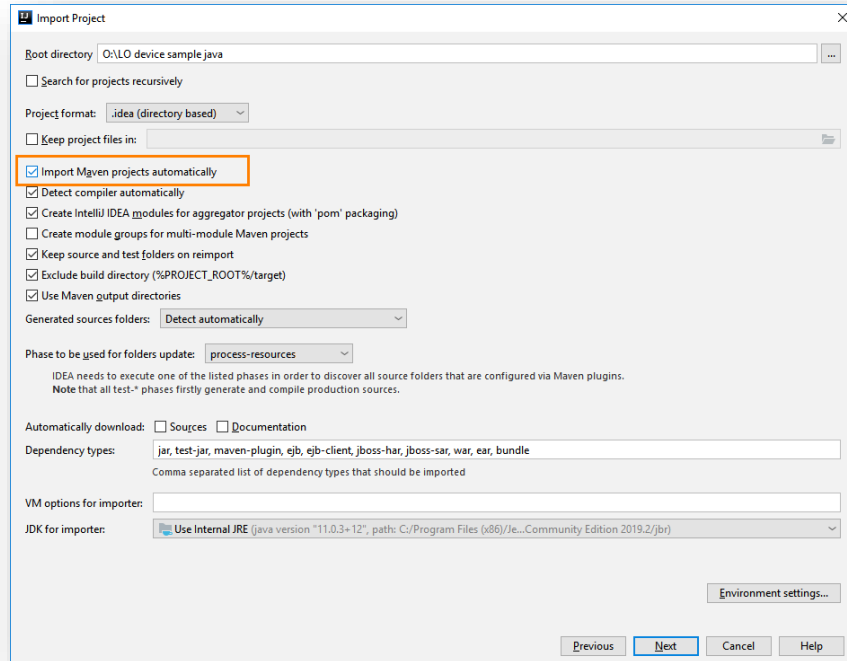 IJ Import Project
Root directory O:\LO device sample java ...
Search for projects recursively
Project format: .idea (directory based)
Keep project files in:
Import Maven projects automatically
Detect compiler automatically
Create IntelliJ IDEA modules for aggregator projects (with 'pom' packaging)
Create module groups for multi-module Maven projects
Keep source and test folders on reimport
Exclude build directory (%PROJECT_ROOT%/target)
Use Maven output directories
Generated sources folders: Detect automatically
Phase to be used for folders update: process-resources
IDEA needs to execute one of the listed phases in order to discover all source folders that are configured via Maven plugins.
Note that all test-* phases firstly generate and compile production sources.
Automatically download: Sources Documentation
Dependency types: jar, test-jar, maven-plugin, ejb, ejb-client, jboss-har, jboss-sar, war, ear, bundle
Comma separated list of dependency types that should be imported
VM options for importer:
JDK for importer: Use Internal JRE (java version "11.0.3+12", path: C:/Program Files (x86)/Je...Community Edition 2019.2/jbr)
Environment settings...
Previous Next Cancel Help